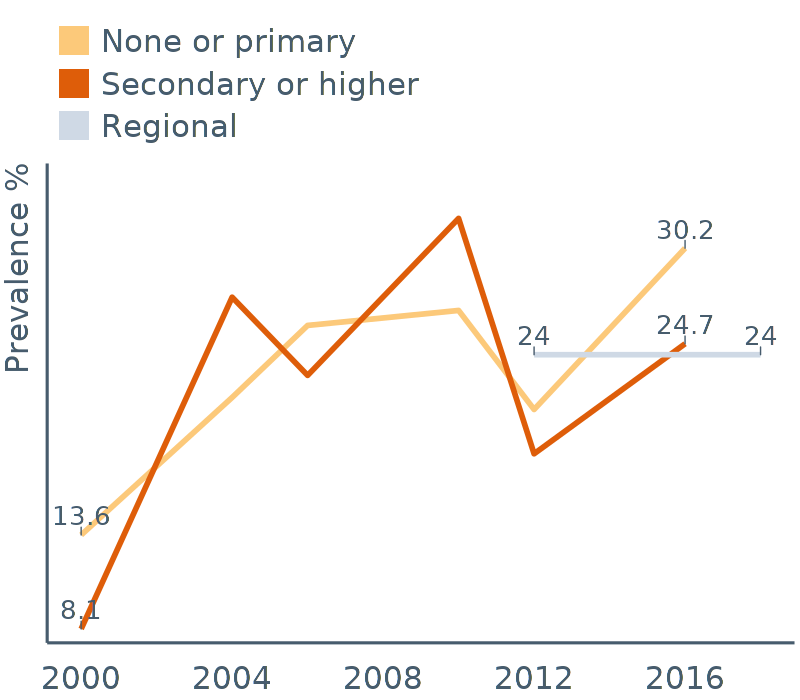 None or primary
Secondary or higher
Regional
Prevalence %
30.2
24.7
24
24
13.6
8.1
2000 2004 2008 2012 2016